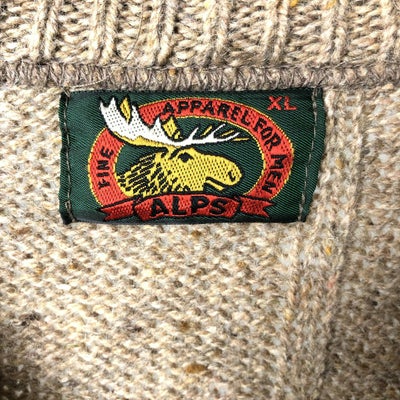 XL
FINE APPAREL FOR MEN
ALPS